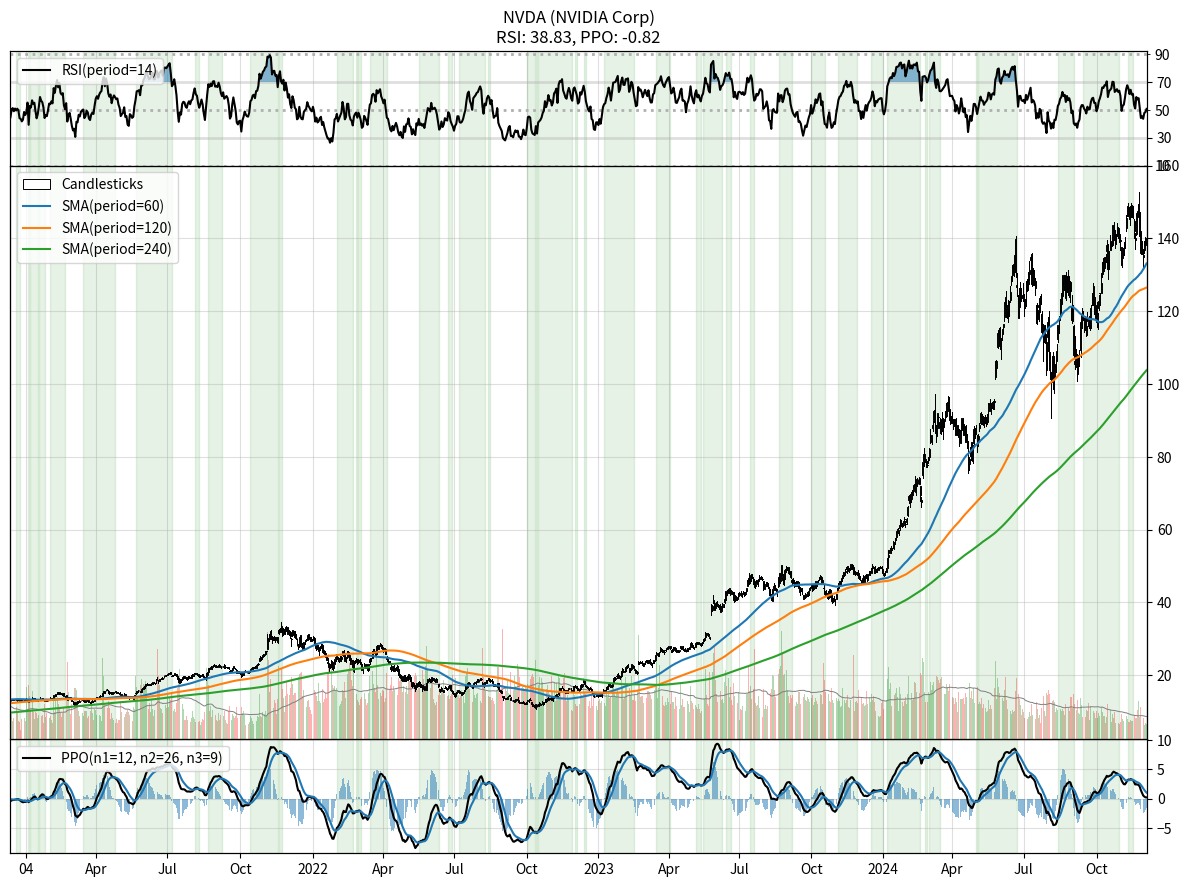 NVDA (NVIDIA Corp)
RSI: 38.83, PPO: -0.82
RSI(period=14)
90
70
50
30
10
160
Candlesticks
SMA(period=60)
SMA(period=120)
SMA(period=240)
140
120
100
80
60
40
20
PPO(n1=12, n2=26, n3=9)
10
5
0
−5
04 Apr Jul Oct 2022 Apr Jul Oct 2023 Apr Jul Oct 2024 Apr Jul Oct